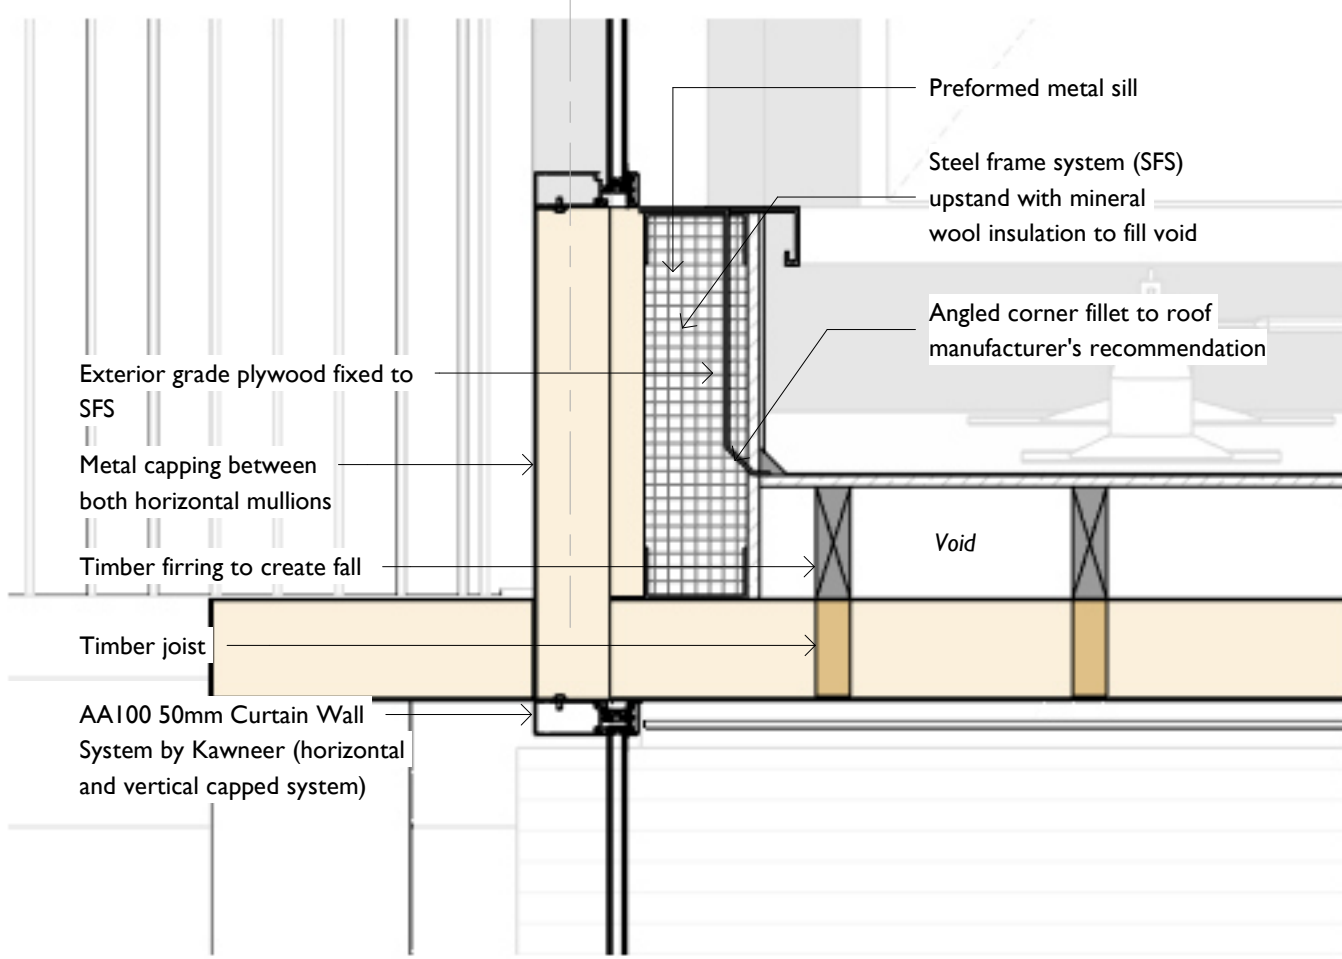 Preformed metal sill
Steel frame system (SFS)
upstand with mineral
wool insulation to fill void
Angled corner fillet to roof
manufacturer's recommendation
Exterior grade plywood fixed to
SFS
Metal capping between
both horizontal mullions
Void
Timber firring to create fall
Timber joist
AA100 50mm Curtain Wall
System by Kawneer (horizontal
and vertical capped system)